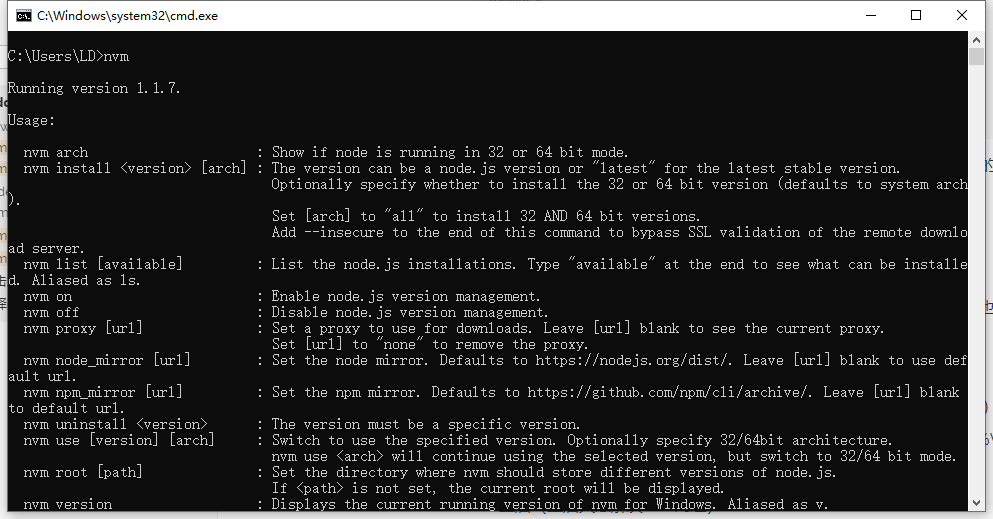 C:\Windows\system32\cmd.exe
C:\Users\LD>nvm
Running version 1.1.7.
Usage:
nvm arch : Show if node is running in 32 or 64 bit mode.
nvm install <version> [arch] : The version can be a node.js version or "latest" for the latest stable version.
Optionally specify whether to install the 32 or 64 bit version (defaults to system arch
).
Set [arch] to "all" to install 32 AND 64 bit versions.
Add --insecure to the end of this command to bypass SSL validation of the remote downlo
ad server.
nvm list [available] : List the node.js installations. Type "available" at the end to see what can be installe
d. Aliased as ls.
nvm on : Enable node.js version management.
nvm off : Disable node.js version management.
nvm proxy [url] : Set a proxy to use for downloads. Leave [url] blank to see the current proxy.
Set [url] to "none" to remove the proxy.
nvm node_mirror [url] : Set the node mirror. Defaults to https://nodejs.org/dist/. Leave [url] blank to use def
ault url.
nvm npm_mirror [url] : Set the npm mirror. Defaults to https://github.com/npm/cli/archive/. Leave [url] blank
to default url.
nvm uninstall <version> : The version must be a specific version.
nvm use [version] [arch] : Switch to use the specified version. Optionally specify 32/64bit architecture.
nvm use <arch> will continue using the selected version, but switch to 32/64 bit mode.
nvm root [path] : Set the directory where nvm should store different versions of node.js.
If <path> is not set, the current root will be displayed.
nvm version : Displays the current running version of nvm for Windows. Aliased as v.